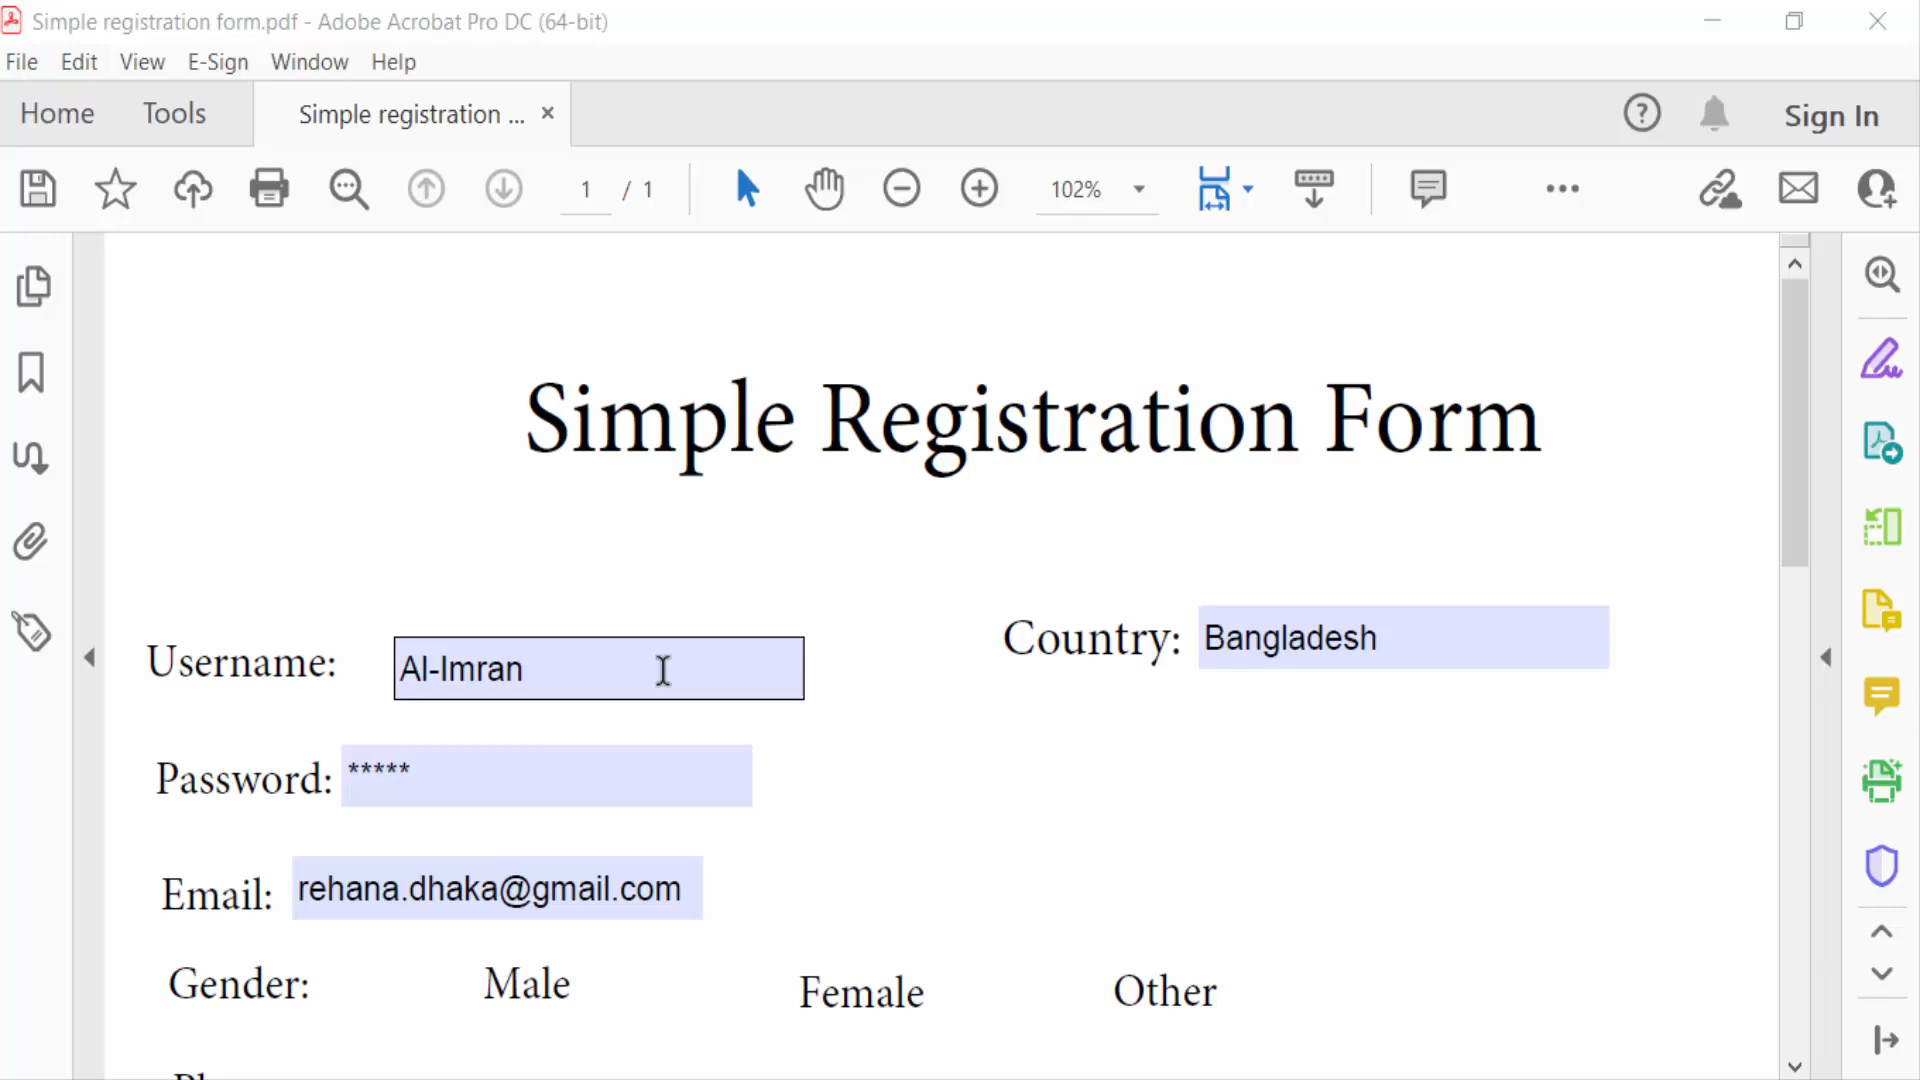 Simple registration form.pdf - Adobe Acrobat Pro DC (64-bit)
File Edit View E-Sign Window Help
Home Tools Simple registration ... Sign In
1 / 1 102%
Simple Registration Form
Username: Al-Imran
Country: Bangladesh
Password: *****
Email: rehana.dhaka@gmail.com
Gender: Male Female Other